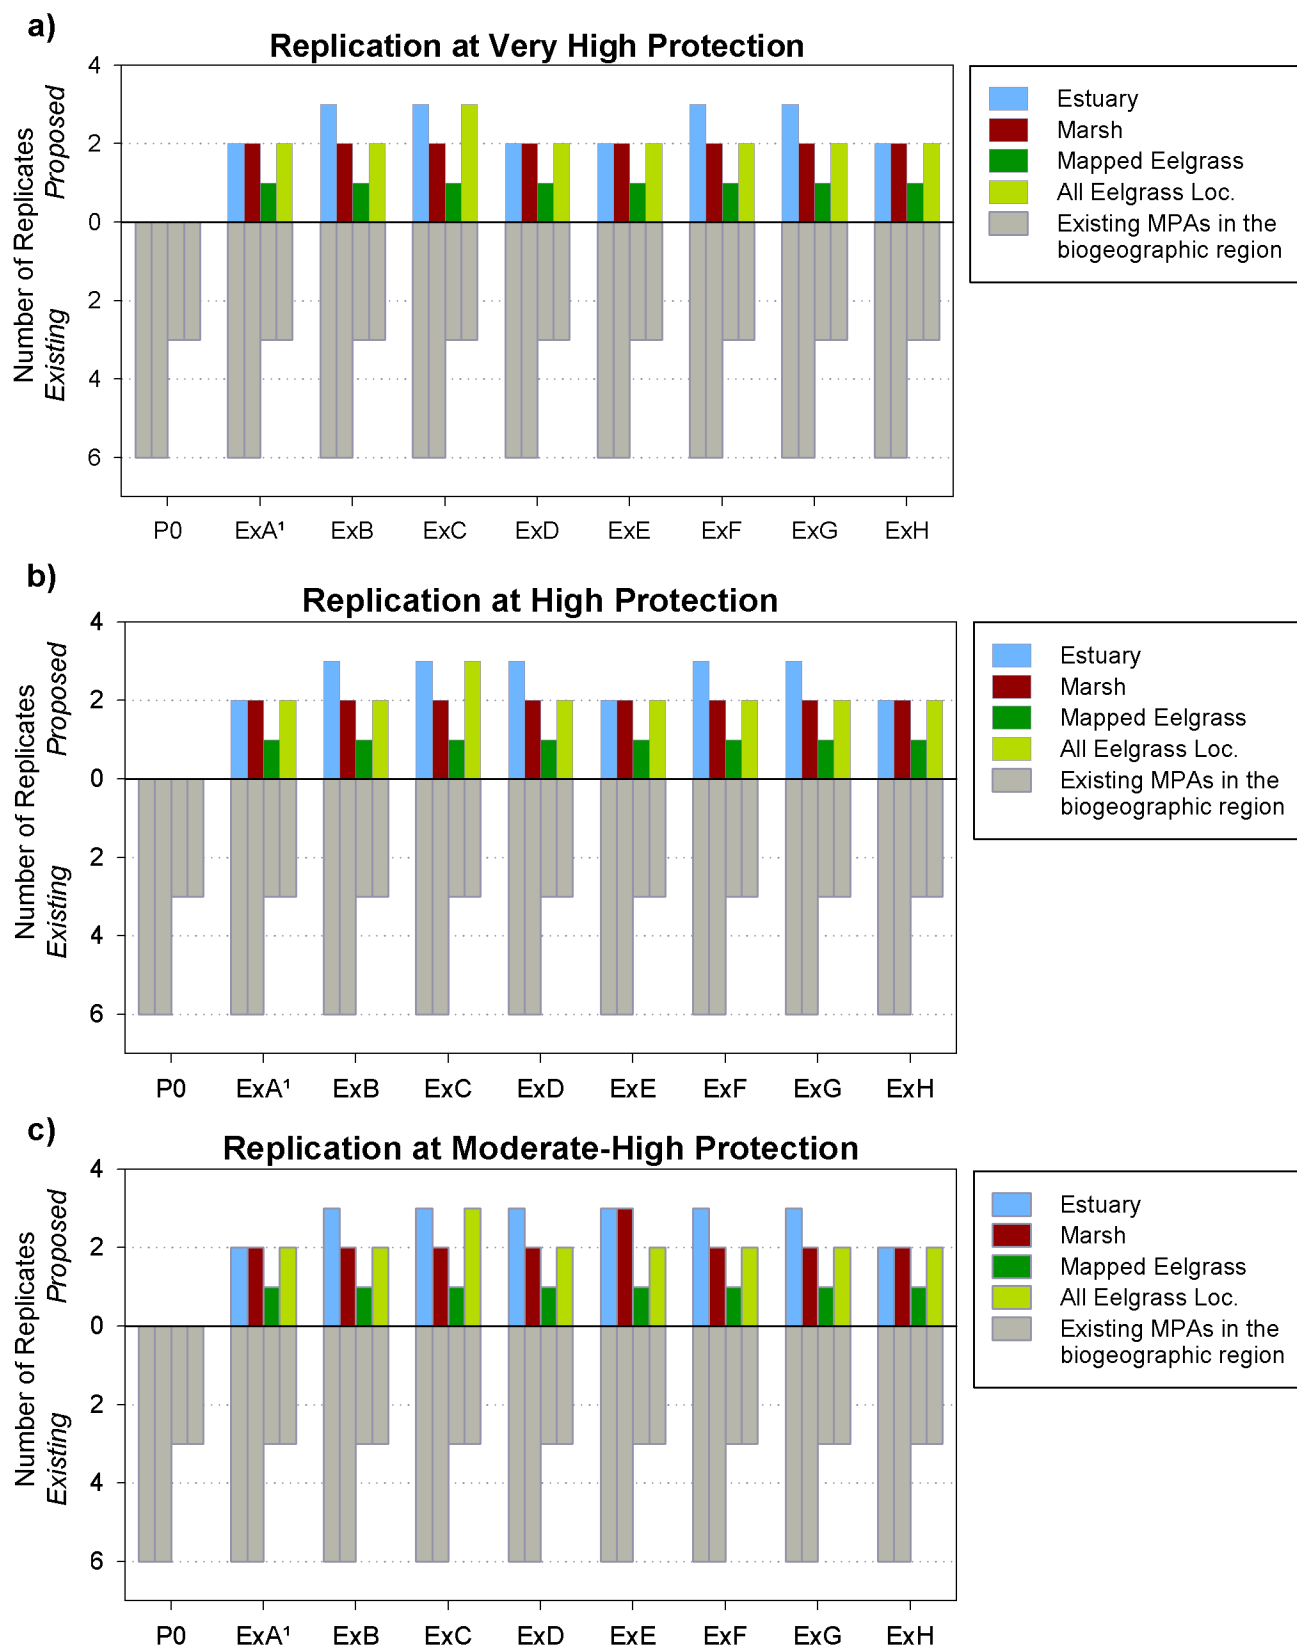 a)
Replication at Very High Protection
Number of Replicates
Existing Proposed
4
2
0
2
4
6
P0 ExA¹ ExB ExC ExD ExE ExF ExG ExH
Estuary
Marsh
Mapped Eelgrass
All Eelgrass Loc.
Existing MPAs in the
biogeographic region
b)
Replication at High Protection
Number of Replicates
Existing Proposed
4
2
0
2
4
6
P0 ExA¹ ExB ExC ExD ExE ExF ExG ExH
Estuary
Marsh
Mapped Eelgrass
All Eelgrass Loc.
Existing MPAs in the
biogeographic region
c)
Replication at Moderate-High Protection
Number of Replicates
Existing Proposed
4
2
0
2
4
6
P0 ExA¹ ExB ExC ExD ExE ExF ExG ExH
Estuary
Marsh
Mapped Eelgrass
All Eelgrass Loc.
Existing MPAs in the
biogeographic region